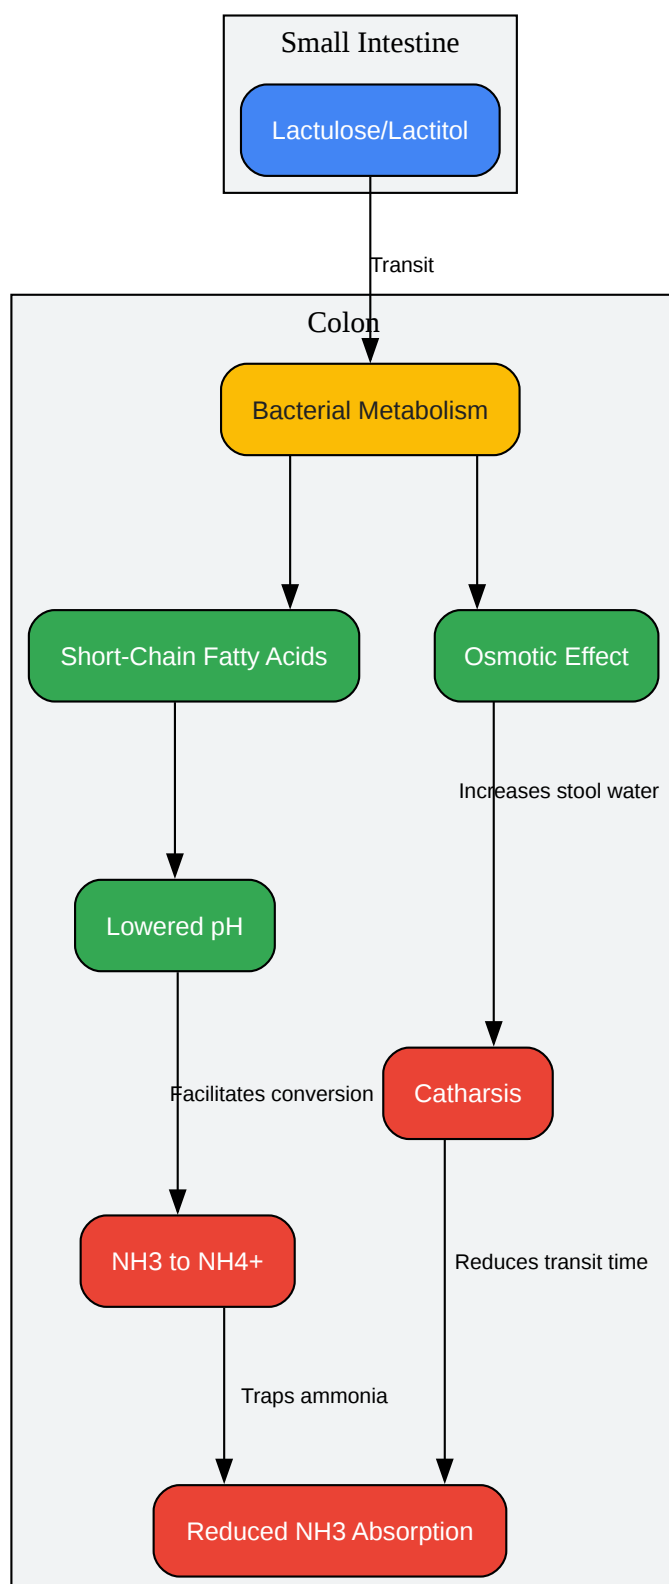 Small Intestine
Lactulose/Lactitol
Transit
Colon
Bacterial Metabolism
Short-Chain Fatty Acids
Osmotic Effect
Increases stool water
Lowered pH
Facilitates conversion
Catharsis
NH3 to NH4+
Reduces transit time
Traps ammonia
Reduced NH3 Absorption